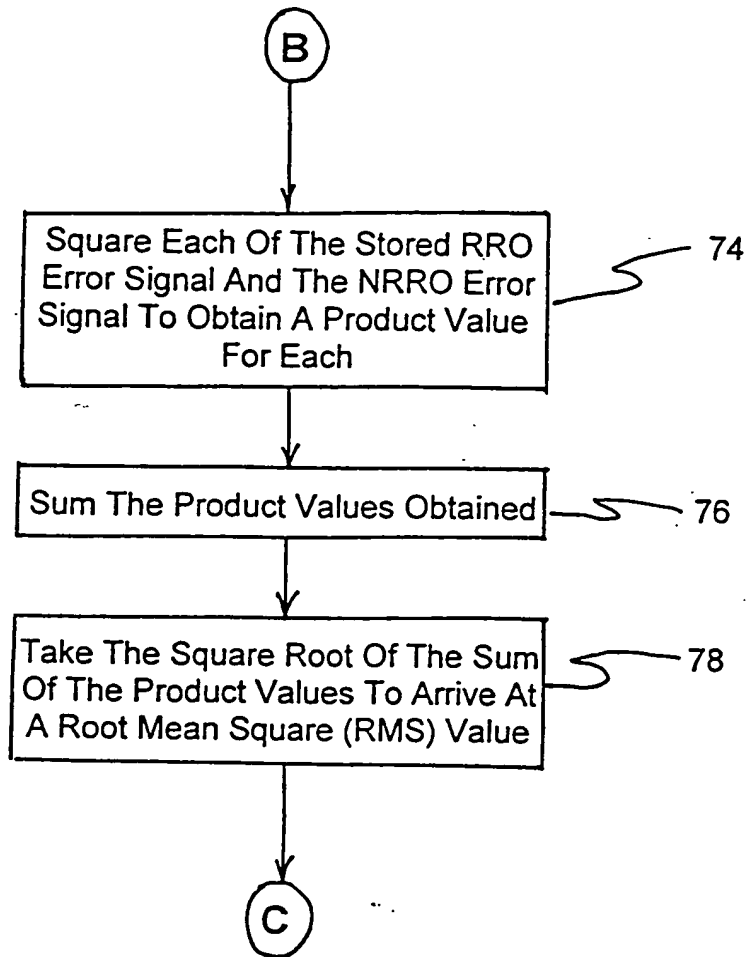 B
Square Each Of The Stored RRO
Error Signal And The NRRO Error
Signal To Obtain A Product Value
For Each
74
Sum The Product Values Obtained
76
Take The Square Root Of The Sum
Of The Product Values To Arrive At
A Root Mean Square (RMS) Value
78
C